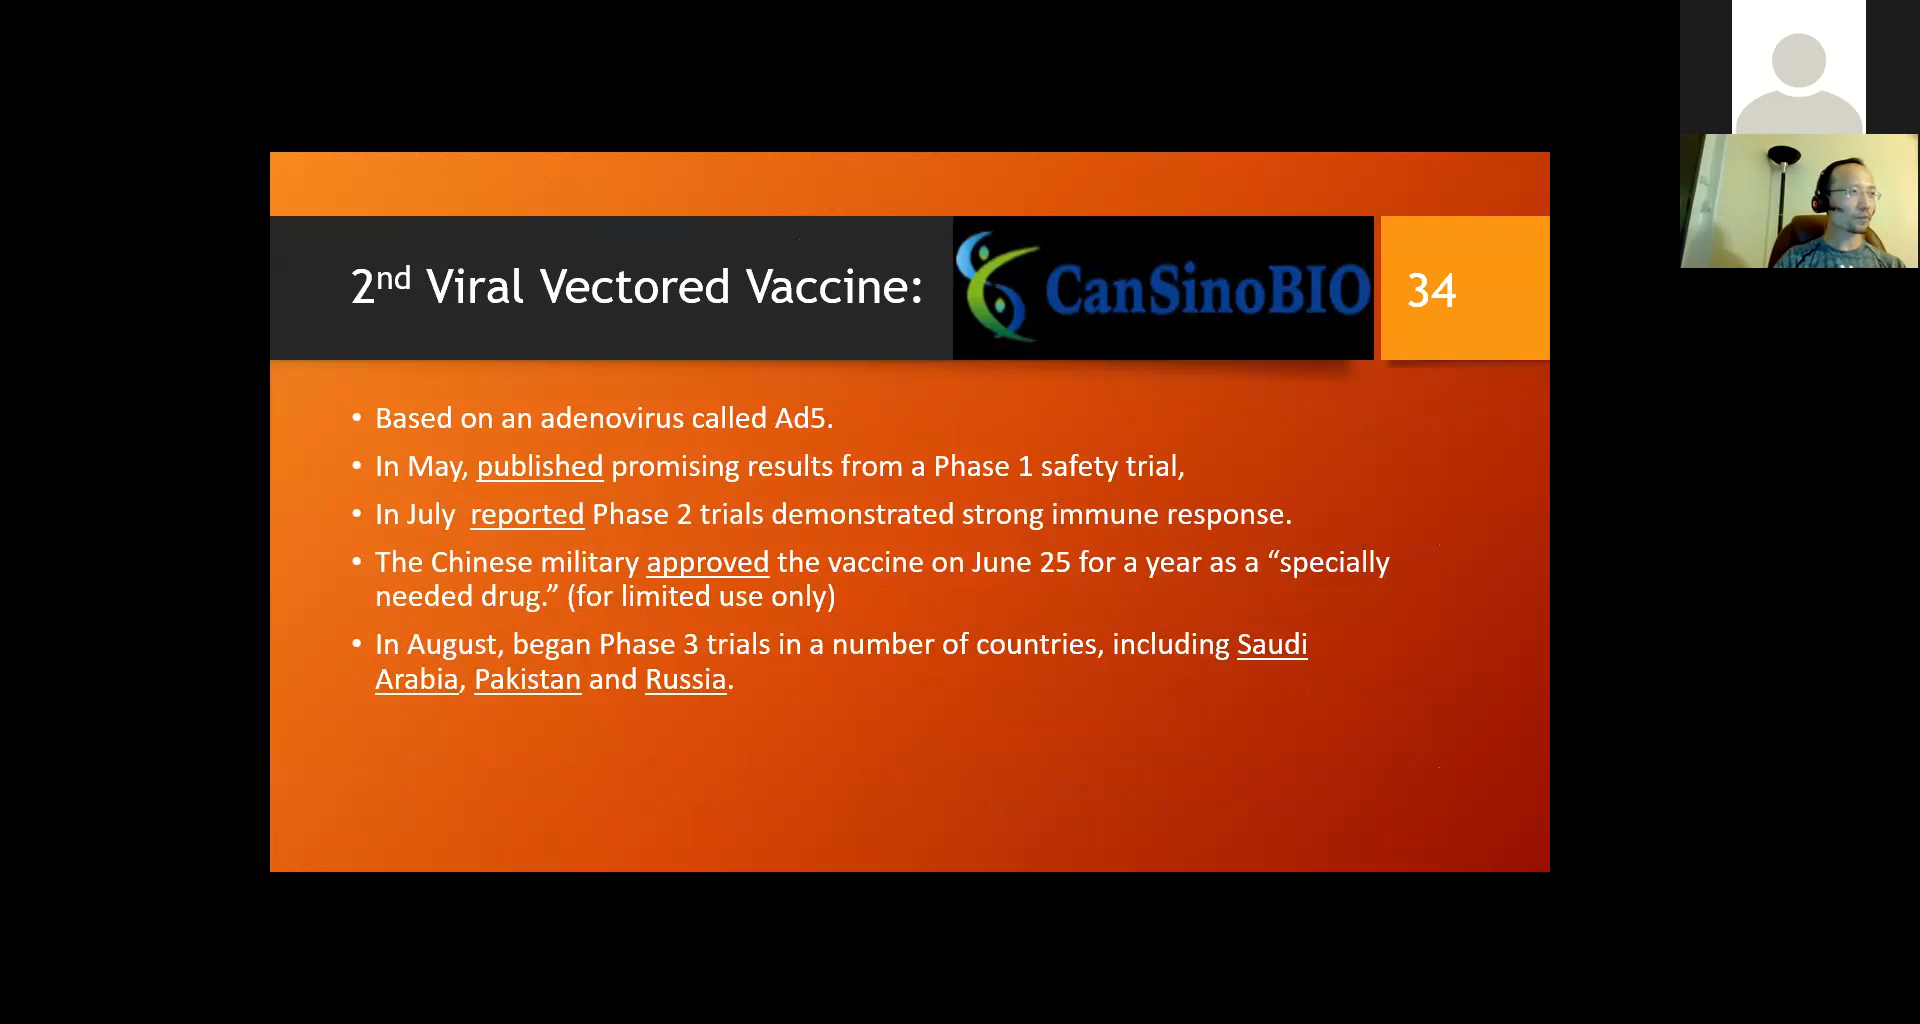 2nd Viral Vectored Vaccine:
CanSinoBIO
34
• Based on an adenovirus called Ad5.
• In May, published promising results from a Phase 1 safety trial,
• In July  reported Phase 2 trials demonstrated strong immune response.
• The Chinese military approved the vaccine on June 25 for a year as a “specially
needed drug.” (for limited use only)
• In August, began Phase 3 trials in a number of countries, including Saudi
Arabia, Pakistan and Russia.